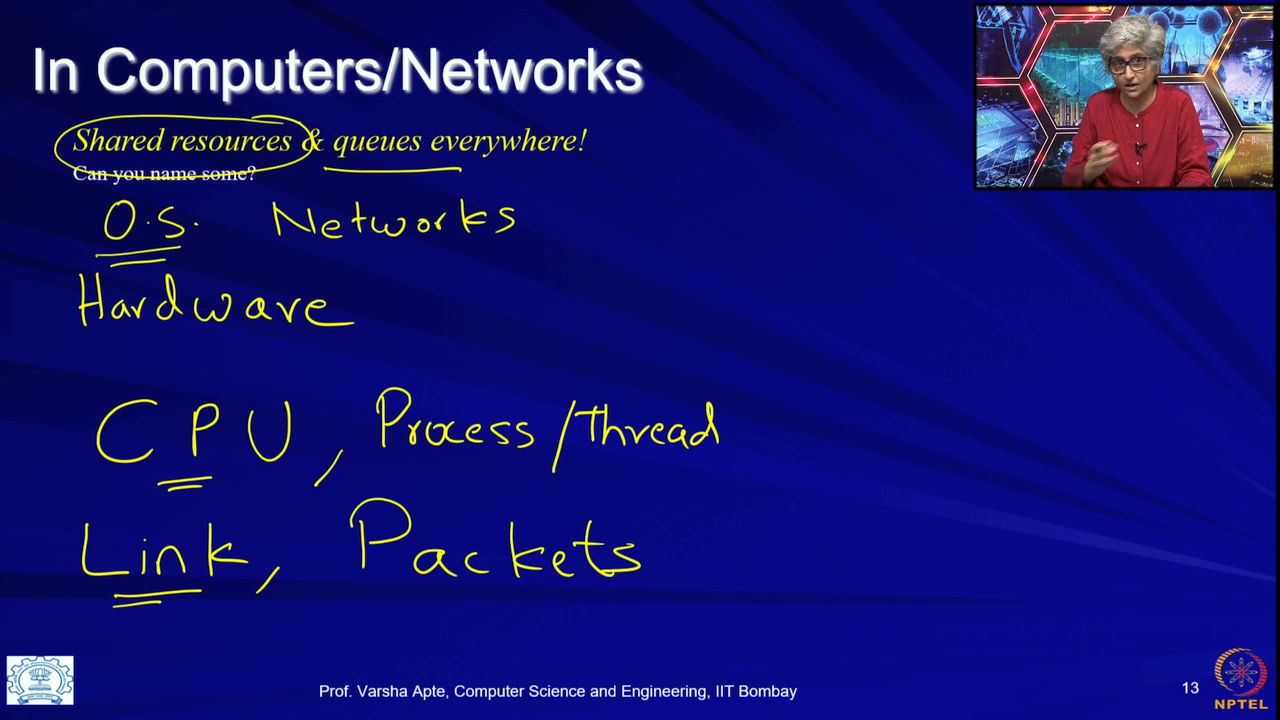 In Computers/Networks
Shared resources & queues everywhere!
Can you name some?
O.S. Networks
Hardware
CPU, Process/Thread
Link, Packets
Prof. Varsha Apte, Computer Science and Engineering, IIT Bombay
13
NPTEL